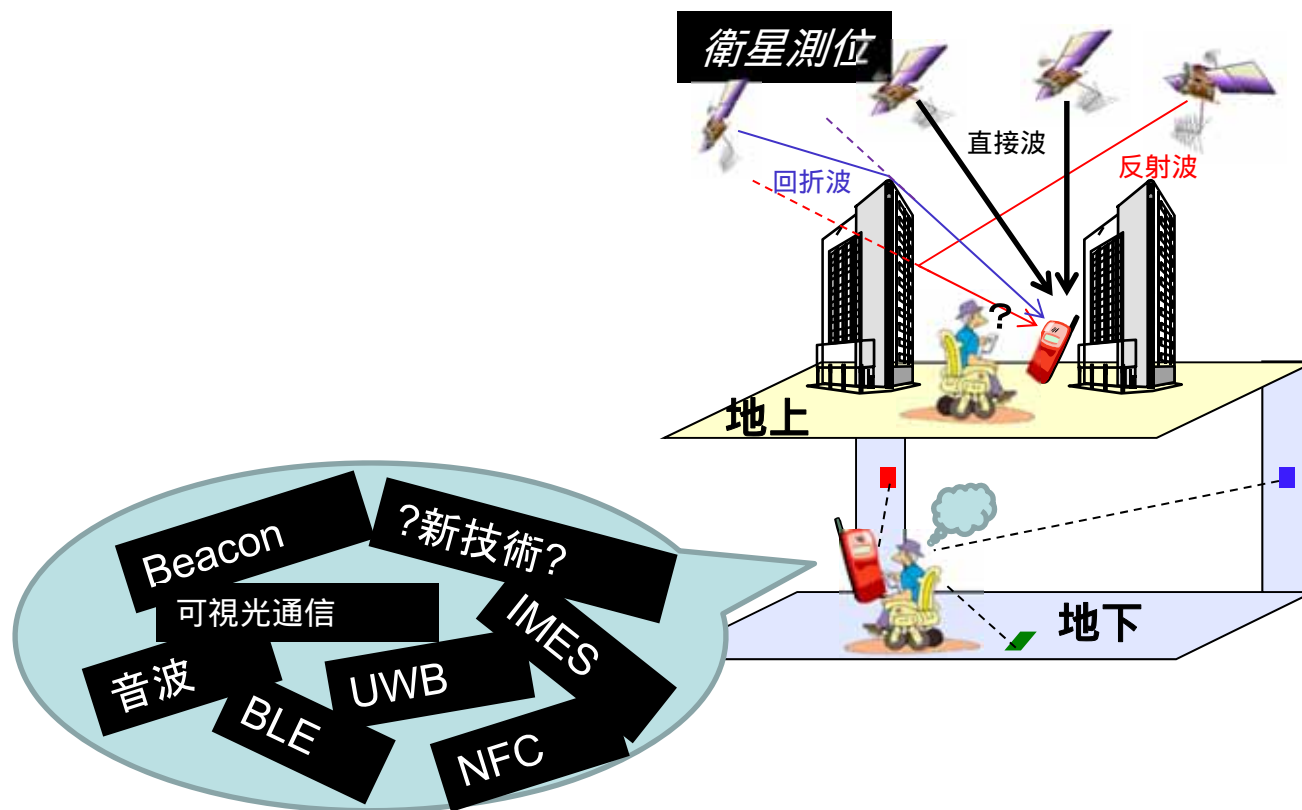 衛星測位
直接波
反射波
回折波
?
地上
Beacon
?新技術?
可視光通信
IMES
音波
UWB
BLE
NFC
地下